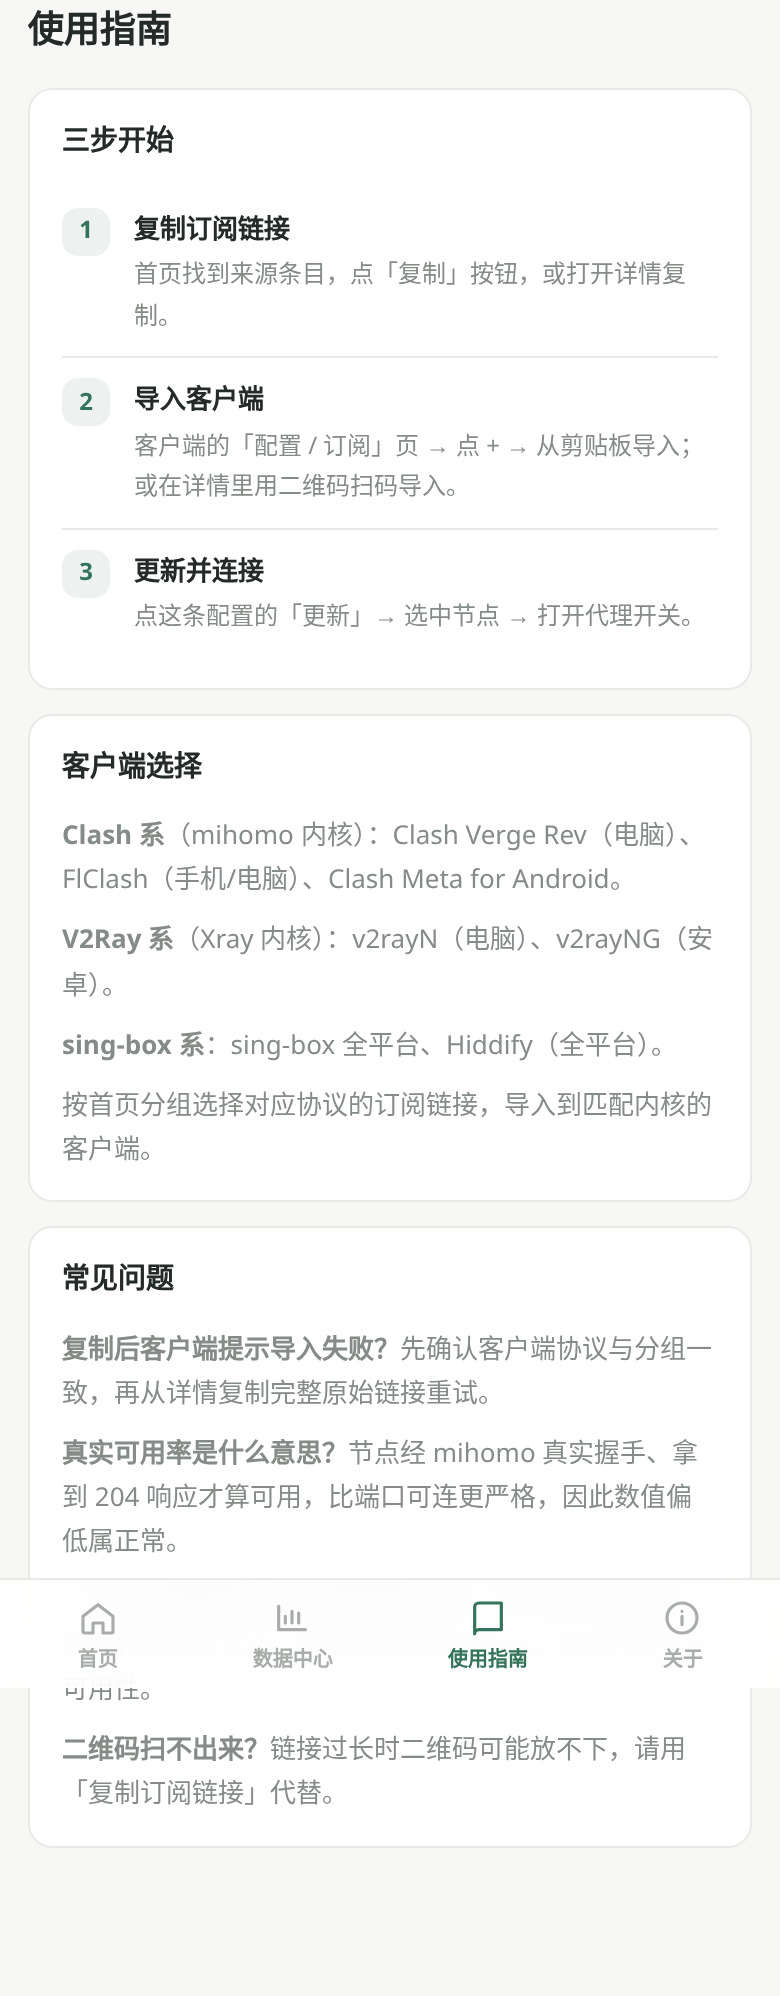 使用指南
三步开始
1
复制订阅链接
首页找到来源条目，点「复制」按钮，或打开详情复
制。
2
导入客户端
客户端的「配置 / 订阅」页 → 点 + → 从剪贴板导入；
或在详情里用二维码扫码导入。
3
更新并连接
点这条配置的「更新」→ 选中节点 → 打开代理开关。
客户端选择
Clash 系（mihomo 内核）：Clash Verge Rev（电脑）、
FlClash（手机/电脑）、Clash Meta for Android。
V2Ray 系（Xray 内核）：v2rayN（电脑）、v2rayNG（安
卓）。
sing-box 系：sing-box 全平台、Hiddify（全平台）。
按首页分组选择对应协议的订阅链接，导入到匹配内核的
客户端。
常见问题
复制后客户端提示导入失败？先确认客户端协议与分组一
致，再从详情复制完整原始链接重试。
真实可用率是什么意思？节点经 mihomo 真实握手、拿
到 204 响应才算可用，比端口可连更严格，因此数值偏
低属正常。
首页
数据中心
使用指南
关于
可用性。
二维码扫不出来？链接过长时二维码可能放不下，请用
「复制订阅链接」代替。